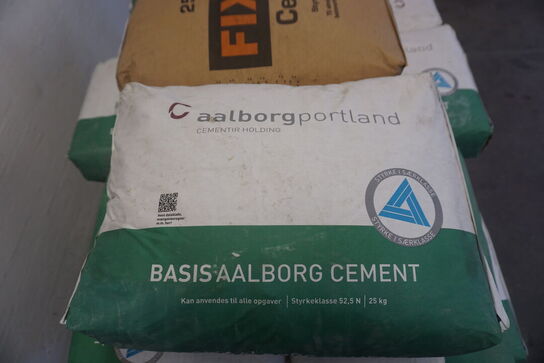 25
FIX
Ce
aalborgportland
CEMENTIR HOLDING
STYRKE I SÆRKLASSE
STYRKE I SÆRKLASSE
BASIS AALBORG CEMENT
Kan anvendes til alle opgaver | Styrkeklasse 52,5 N | 25 kg